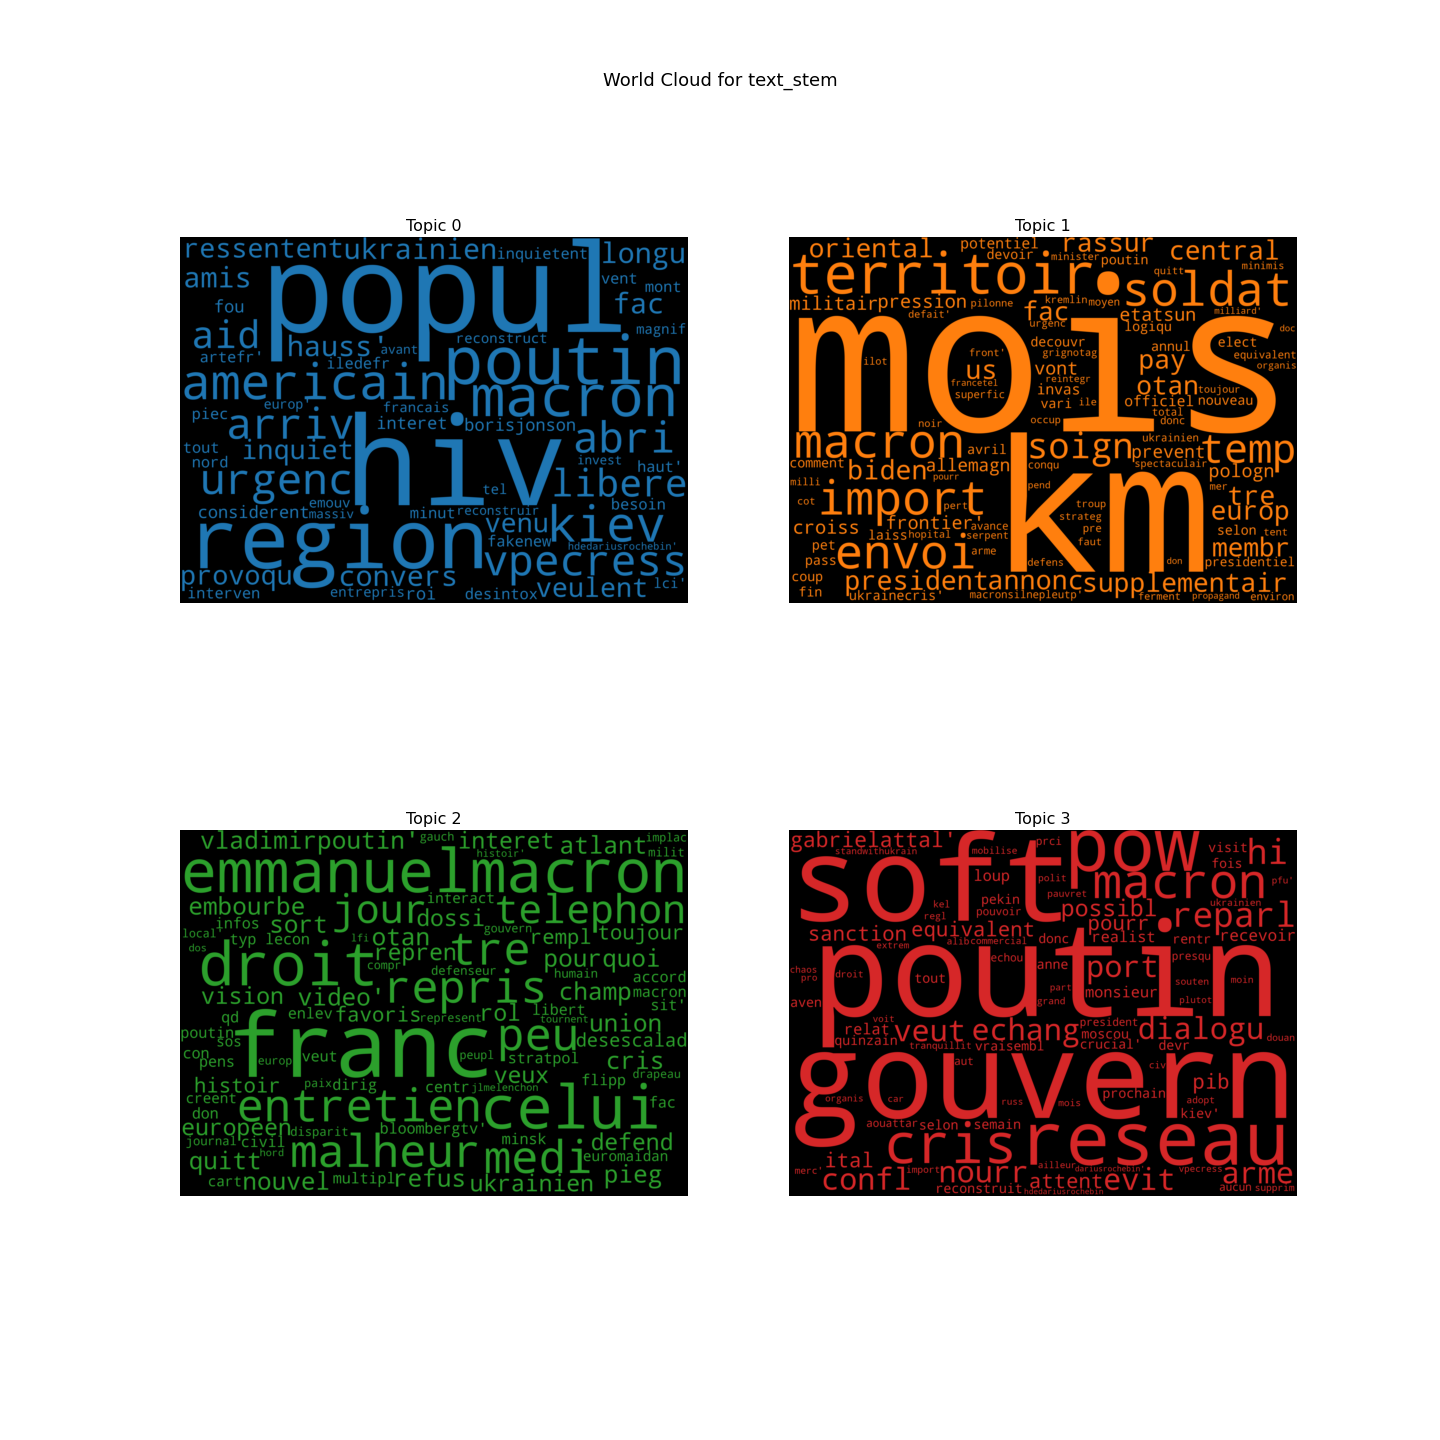 World Cloud for text_stem
Topic 0
ressentent ukrainien inquietent longu
amis popul vent mont
fou fac
aid magnif
hauss' avant reconstruct
artefr' iledefr poutin
americain macron
europ' francais
piec arriv interet borisjonson abri
tout inquiet hiv invest haut'
nord
urgenc tel libere
emouv besoin
considerent massiv minut reconstruir venu kiev
region fakenew hdedariusrochebin'
vpecress
provoqu convers veulent lci'
interven entrepris roi desintox
Topic 1
oriental potentiel rassur central
devoir minister poutin
territoir quitt minimis
soldat
militair pression pilonne kremlin moyen
defait' fac etatsun milliard'
urgenc logiqu doc
mois decouvr annul elect
ilot front' grignotag pay equivalent
us vont organis
francetel reintegr invas otan toujour
superfic vari ile officiel nouveau
noir occup total donc
macron avril soign ukrainien temp
prevent
comment biden allemagn conqu spectaculair pologn
milli pourr pend mer
cot import pert km troup tre
croiss frontier' avance strateg europ
laiss hopital serpent pre selon tent
pet envoi arme faut membr
pass defens don presidentiel
coup president annonc supplementair
fin ukrainecris' macronsilnepleutp' ferment propagand environ
Topic 2
vladimirpoutin' gauch interet atlant implac
histoir' milit
emmanuelmacron
embourbe jour interact telephon
infos sort dossi gouvern
local' typ lecon lfi otan tre rempl toujour
dos droit compr repren defenseur pourquoi
humain accord
vision video' repris champ macron
enlev favoris represent rol libert sit'
qd tournent union
poutin sos franc peu desescalad
con peupl stratpol cris
pens europ veut veux
histoir paix dirig centr jlmelenchon flipp drapeau
creent entretien celui fac
don
europeen disparit bloombergtv' minsk defend
journal civil malheur medi euromaidan
quitt hord
cart nouvel multipl refus ukrainien pieg
Topic 3
gabrielattal' soft prci pow visit hi
standwithukrain mobilise fois
loup polit macron pfu'
kel pekin pauvret ukrainien
regl pouvoir possibl reparl
sanction equivalent pourr
extrem alib commercial donc realist rentr recevoir
chaos echou presqu
pro droit poutin tout anne port souten moin
aven part monsieur
grand plutot
voit president
relat veut echang moscou dialogu douan
quinzain tranquillit vraisembl crucial' devr
aut civ
gouvern pib
organis car russ mois prochain adopt
kiev'
aouattar selon semain
cris reseau
ital ailleur dariusrochebin' vpecress
merc' import nourr arme
confl attent evit
reconstruit hdedariusrochebin aucun supprim